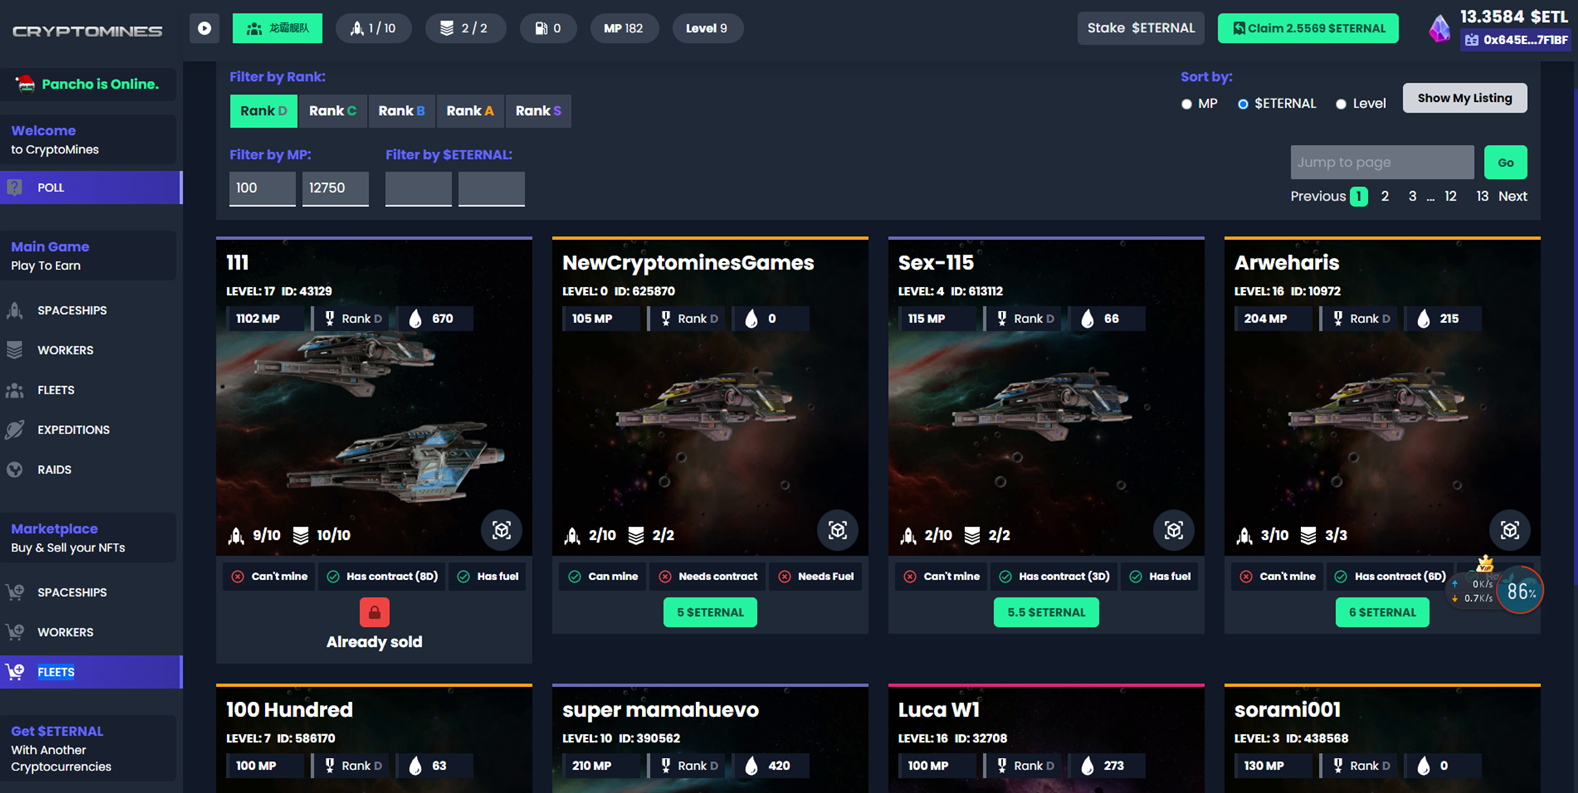 CRYPTOMINES
龙霸舰队
1 / 10
2 / 2
0
MP 182
Level 9
Stake $ETERNAL
Claim 2.5569 $ETERNAL
13.3584 $ETL
0x645E...7F1BF
Pancho is Online.
Welcome
to CryptoMines
POLL
Main Game
Play To Earn
SPACESHIPS
WORKERS
FLEETS
EXPEDITIONS
RAIDS
Marketplace
Buy & Sell your NFTs
SPACESHIPS
WORKERS
FLEETS
Get $ETERNAL
With Another
Cryptocurrencies
Filter by Rank:
Rank D
Rank C
Rank B
Rank A
Rank S
Sort by:
MP
$ETERNAL
Level
Show My Listing
Filter by MP:
100
12750
Filter by $ETERNAL:
Jump to page
Go
Previous 1 2 3 ... 12 13 Next
111
LEVEL: 17 ID: 43129
1102 MP
Rank D
670
9/10
10/10
Can't mine
Has contract (8D)
Has fuel
Already sold
NewCryptominesGames
LEVEL: 0 ID: 625870
105 MP
Rank D
0
2/10
2/2
Can mine
Needs contract
Needs Fuel
5 $ETERNAL
Sex-115
LEVEL: 4 ID: 613112
115 MP
Rank D
66
2/10
2/2
Can't mine
Has contract (3D)
Has fuel
5.5 $ETERNAL
Arweharis
LEVEL: 16 ID: 10972
204 MP
Rank D
215
3/10
3/3
Can't mine
Has contract (6D)
6 $ETERNAL
VIP
0K/s
0.7K/s
86%
100 Hundred
LEVEL: 7 ID: 586170
100 MP
Rank D
63
super mamahuevo
LEVEL: 10 ID: 390562
210 MP
Rank D
420
Luca W1
LEVEL: 16 ID: 32708
100 MP
Rank D
273
sorami001
LEVEL: 3 ID: 438568
130 MP
Rank D
0